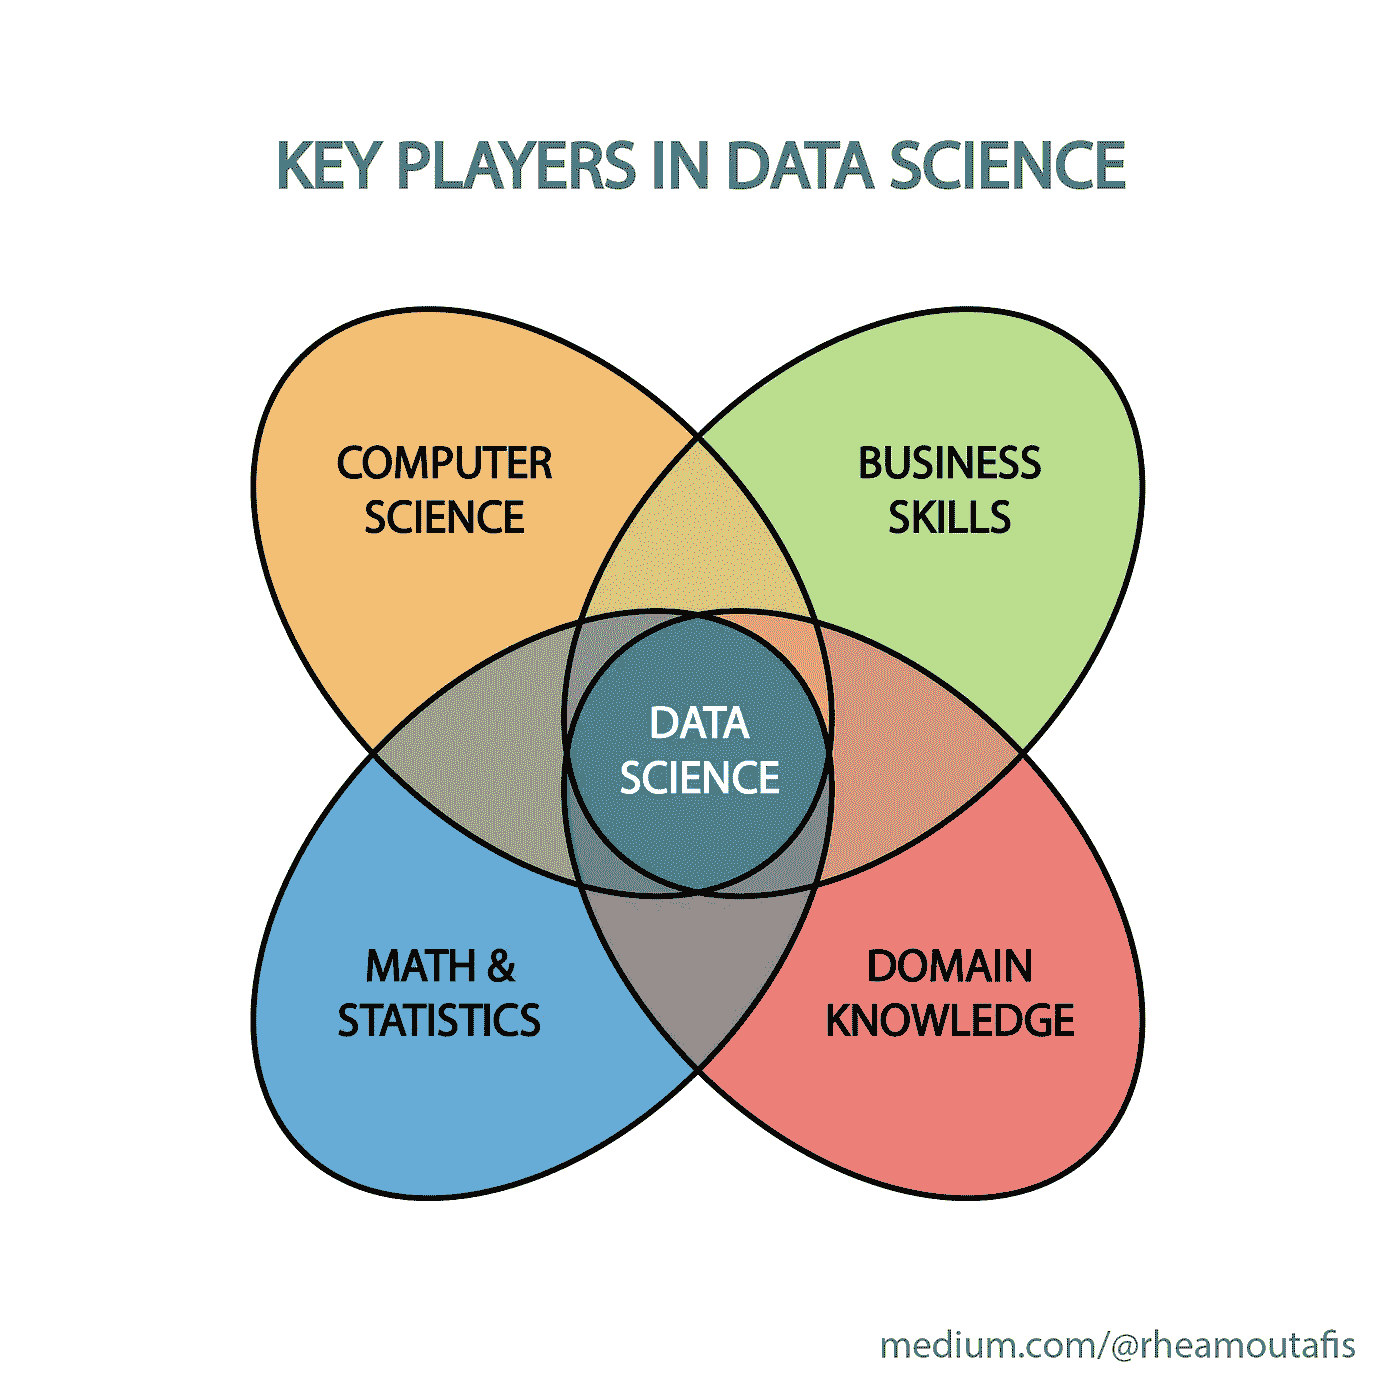 KEY PLAYERS IN DATA SCIENCE
COMPUTER
SCIENCE
BUSINESS
SKILLS
DATA
SCIENCE
MATH &
STATISTICS
DOMAIN
KNOWLEDGE
medium.com/@rheamoutafis